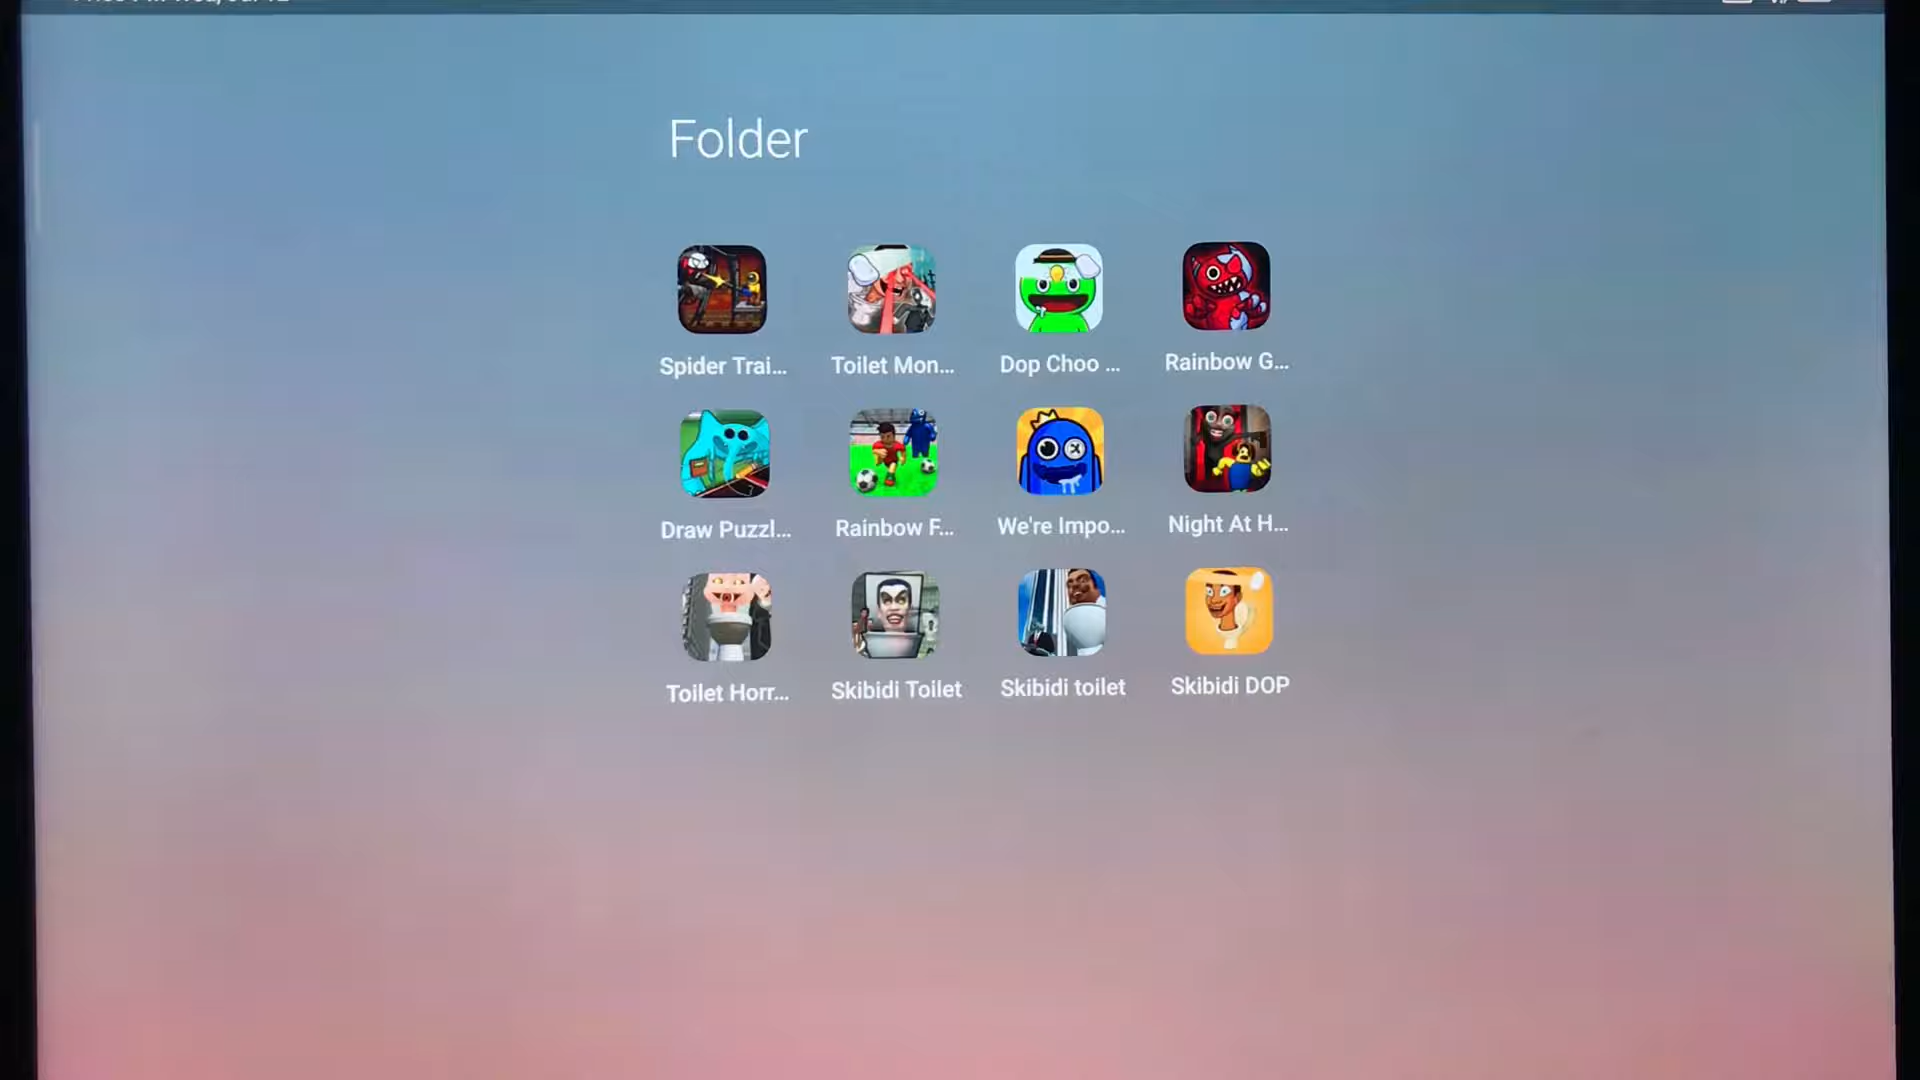 Folder
Spider Trai...
Toilet Mon...
Dop Choo ...
Rainbow G...
Draw Puzzl...
Rainbow F...
We're Impo...
Night At H...
Toilet Horr...
Skibidi Toilet
Skibidi toilet
Skibidi DOP